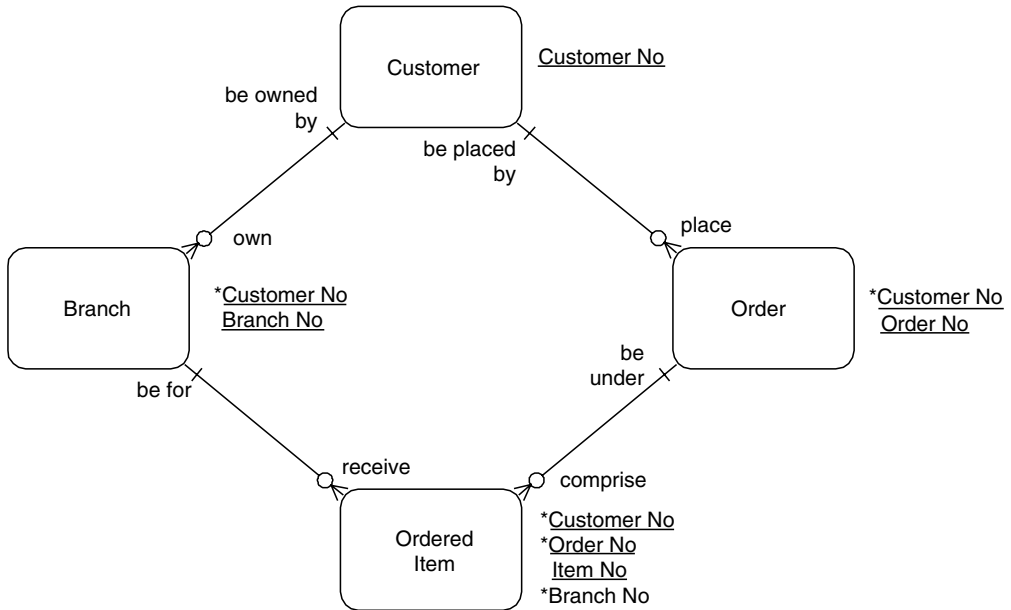 Customer
Customer No
be owned
by
be placed
by
own
place
Branch
*Customer No
Branch No
Order
*Customer No
Order No
be for
be
under
receive
comprise
Ordered
Item
*Customer No
*Order No
Item No
*Branch No